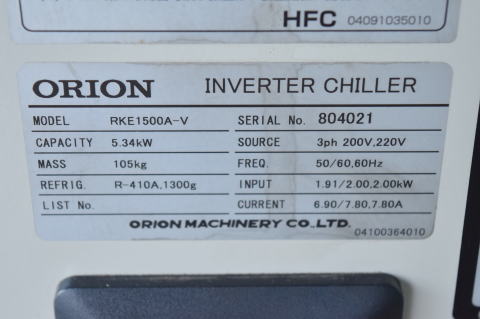 HFC 04091035010
ORION INVERTER CHILLER
MODEL RKE1500A-V SERIAL No. 804021
CAPACITY 5.34kW SOURCE 3ph 200V,220V
MASS 105kg FREQ. 50/60,60Hz
REFRIG. R-410A,1300g INPUT 1.91/2.00,2.00kW
LIST No. CURRENT 6.90/7.80,7.80A
ORION MACHINERY CO.,LTD. 04100364010